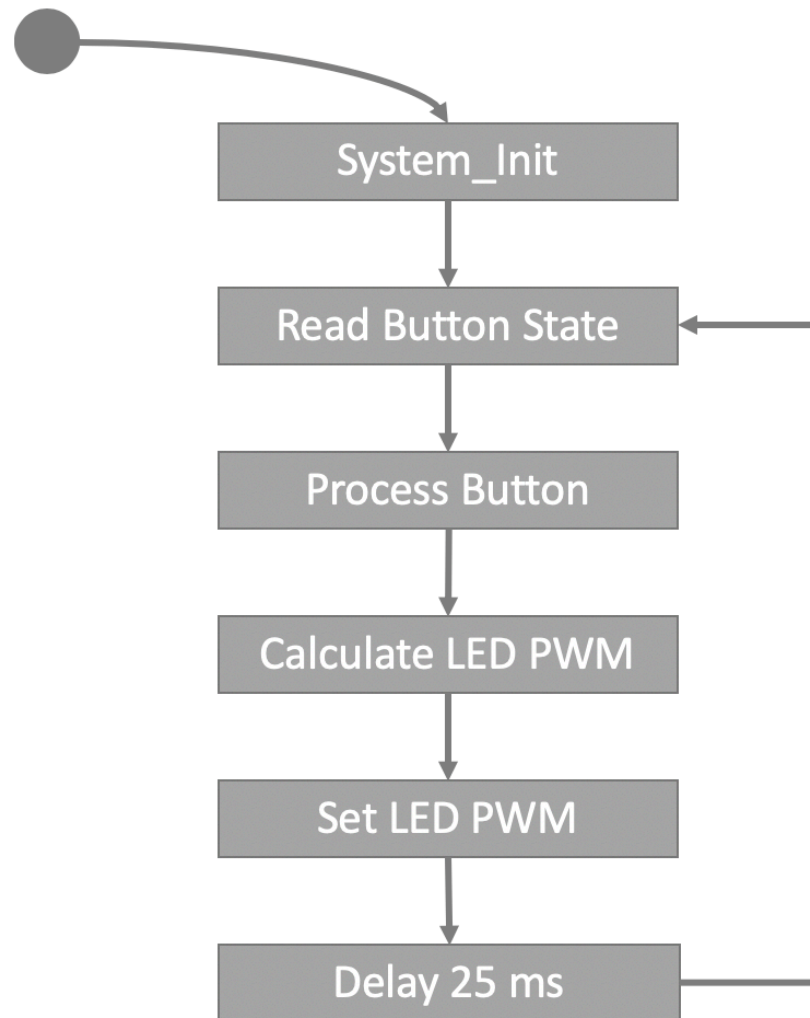 System_Init
Read Button State
Process Button
Calculate LED PWM
Set LED PWM
Delay 25 ms